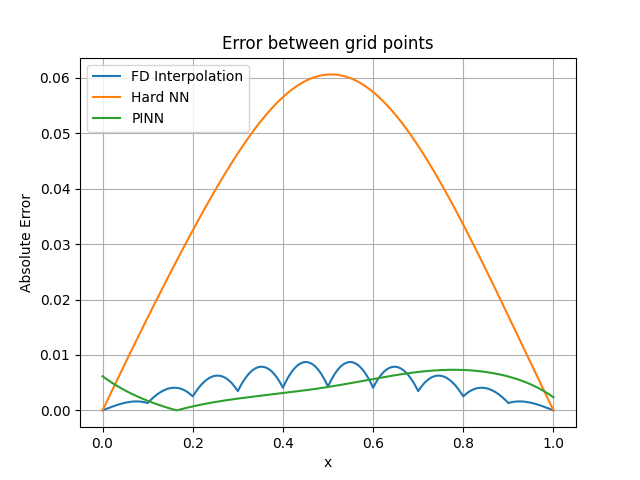 Error between grid points
FD Interpolation
Hard NN
PINN
Absolute Error
0.06
0.05
0.04
0.03
0.02
0.01
0.00
0.0 0.2 0.4 0.6 0.8 1.0
x